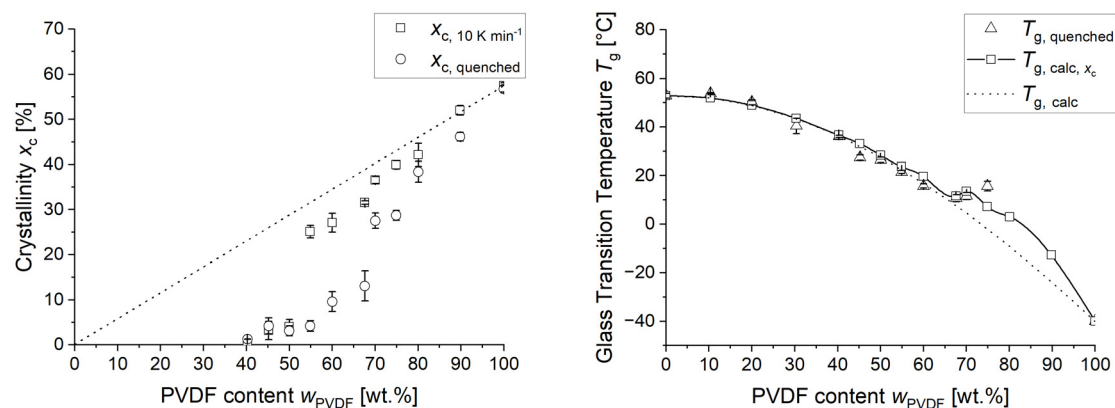 70
60
50
40
30
20
10
0
Crystallinity x_c [%]
x_c, 10 K min⁻¹
x_c, quenched
0 10 20 30 40 50 60 70 80 90 100
PVDF content w_PVDF [wt.%]
80
60
40
20
0
−20
−40
Glass Transition Temperature T_g [°C]
T_g, quenched
T_g, calc, x_c
T_g, calc
0 10 20 30 40 50 60 70 80 90 100
PVDF content w_PVDF [wt.%]